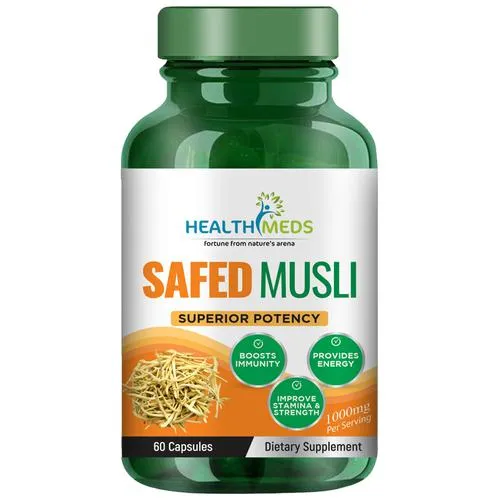 HEALTH MEDS
fortune from nature's arena
SAFED MUSLI
SUPERIOR POTENCY
BOOSTS
IMMUNITY
PROVIDES
ENERGY
IMPROVE
STAMINA &
STRENGTH
1000mg
Per Serving
60 Capsules
Dietary Supplement